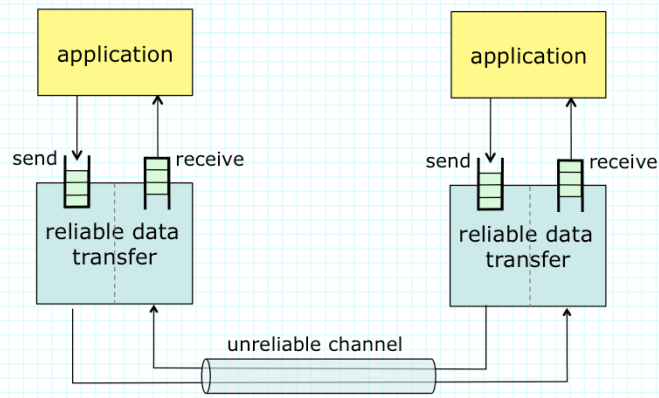 application
application
send
receive
send
receive
reliable data
transfer
reliable data
transfer
unreliable channel